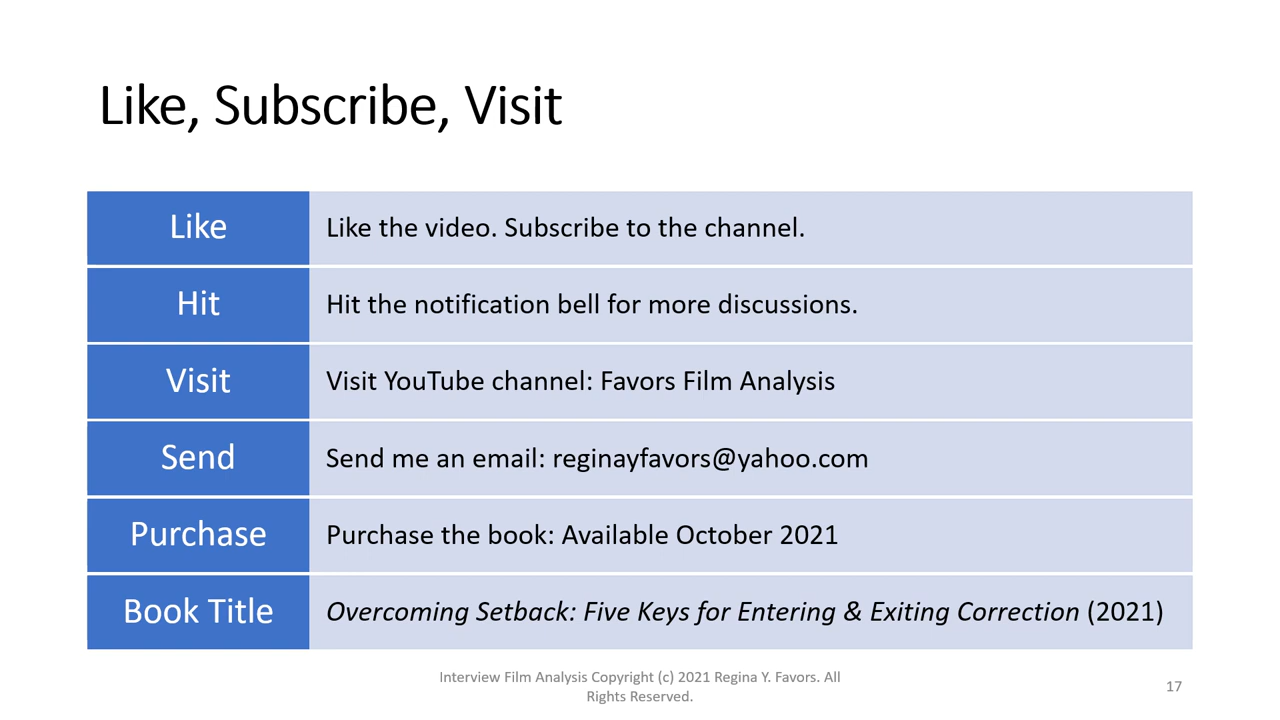 Like, Subscribe, Visit
Like
Like the video. Subscribe to the channel.
Hit
Hit the notification bell for more discussions.
Visit
Visit YouTube channel: Favors Film Analysis
Send
Send me an email: reginayfavors@yahoo.com
Purchase
Purchase the book: Available October 2021
Book Title
Overcoming Setback: Five Keys for Entering & Exiting Correction (2021)
Interview Film Analysis Copyright (c) 2021 Regina Y. Favors. All
Rights Reserved.
17